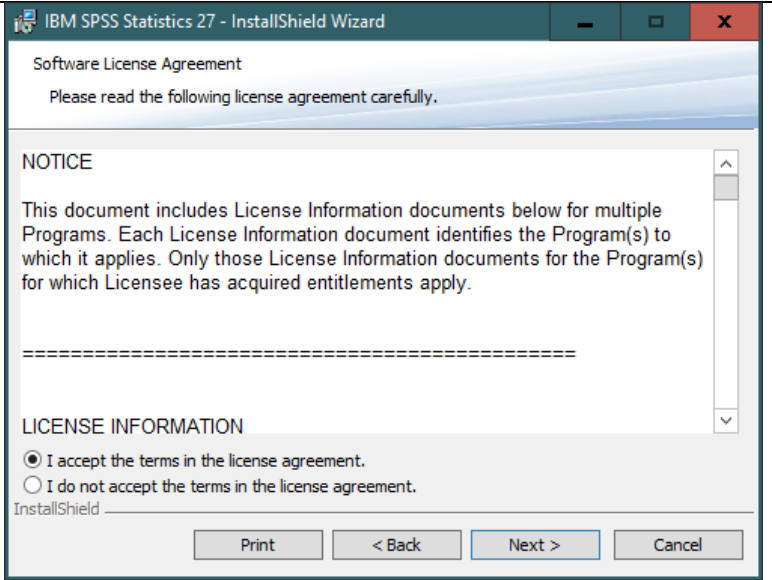 IBM SPSS Statistics 27 - InstallShield Wizard
Software License Agreement
Please read the following license agreement carefully.
NOTICE
This document includes License Information documents below for multiple
Programs. Each License Information document identifies the Program(s) to
which it applies. Only those License Information documents for the Program(s)
for which Licensee has acquired entitlements apply.
==============================================
LICENSE INFORMATION
I accept the terms in the license agreement.
I do not accept the terms in the license agreement.
InstallShield
Print < Back Next > Cancel